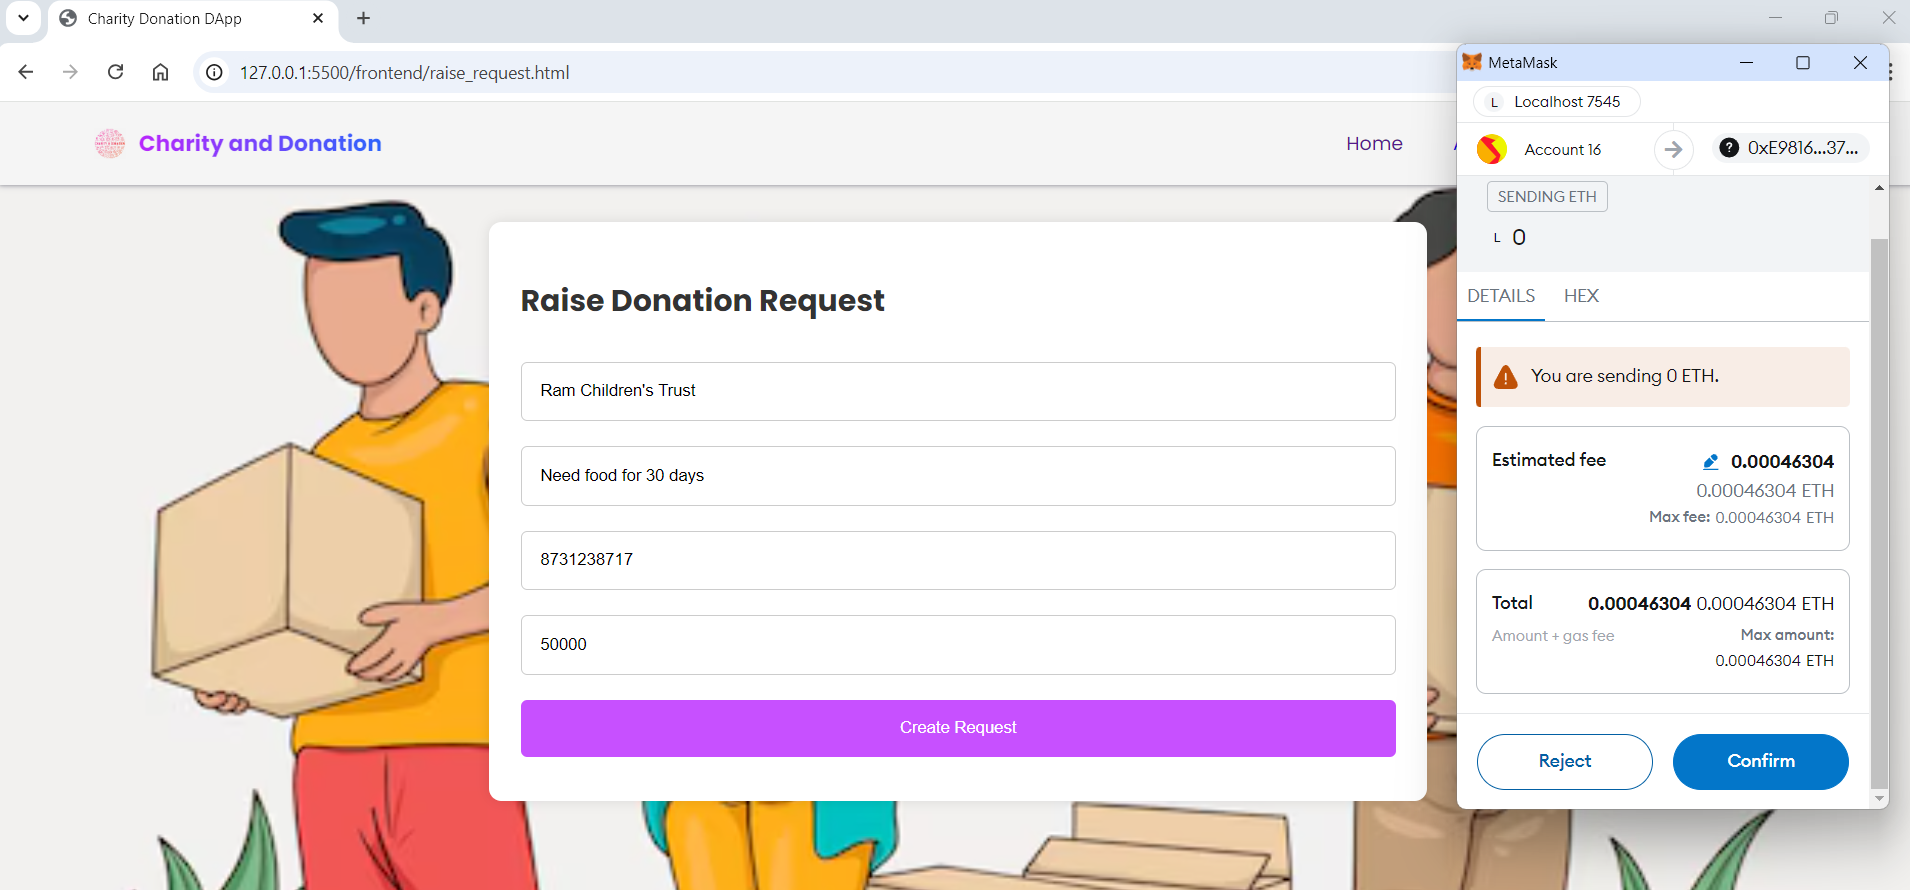 Charity Donation DApp
127.0.0.1:5500/frontend/raise_request.html
Charity and Donation
Home
Raise Donation Request
Ram Children's Trust
Need food for 30 days
8731238717
50000
Create Request
MetaMask
L Localhost 7545
Account 16
? 0xE9816...37...
SENDING ETH
L 0
DETAILS HEX
You are sending 0 ETH.
Estimated fee 0.00046304
0.00046304 ETH
Max fee: 0.00046304 ETH
Total 0.00046304 0.00046304 ETH
Amount + gas fee Max amount:
0.00046304 ETH
Reject Confirm